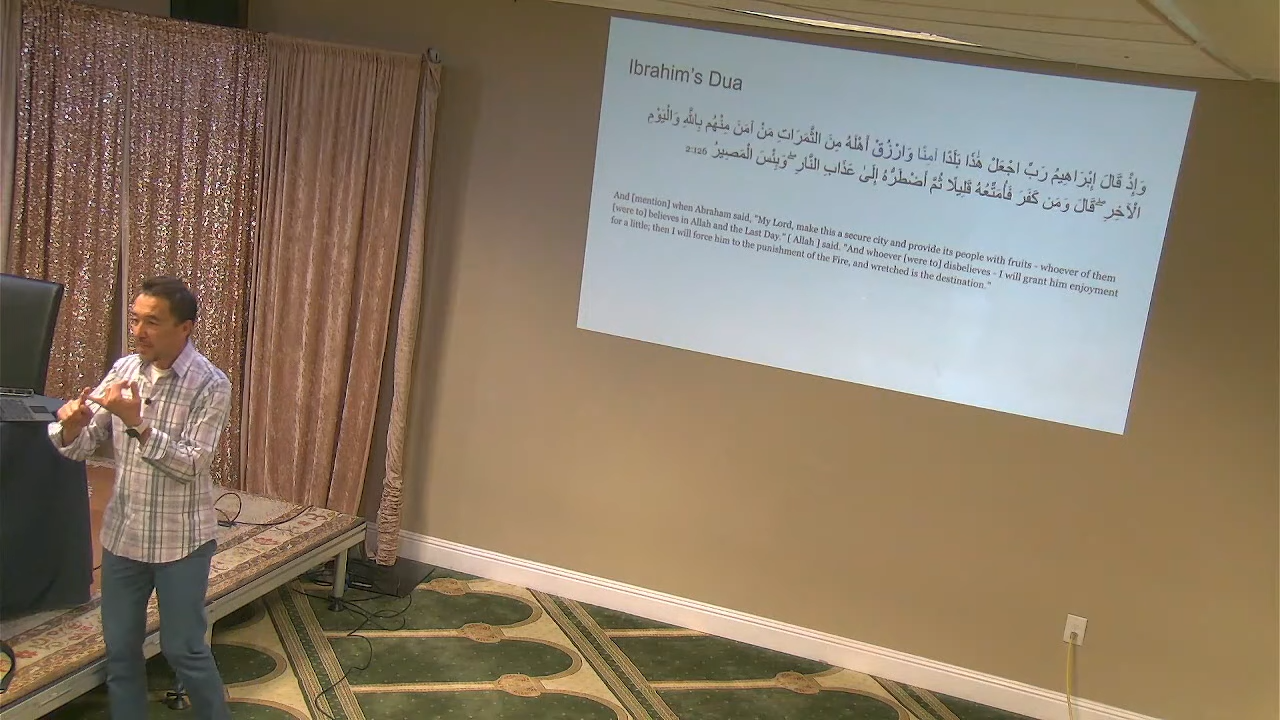 Ibrahim's Dua
وَإِذْ قَالَ إِبْرَاهِيمُ رَبِّ اجْعَلْ هَٰذَا بَلَدًا آمِنًا وَارْزُقْ أَهْلَهُ مِنَ الثَّمَرَاتِ مَنْ آمَنَ مِنْهُم بِاللَّهِ وَالْيَوْمِ
الْآخِرِ ۖ قَالَ وَمَن كَفَرَ فَأُمَتِّعُهُ قَلِيلًا ثُمَّ أَضْطَرُّهُ إِلَىٰ عَذَابِ النَّارِ ۖ وَبِئْسَ الْمَصِيرُ 2:126
And [mention] when Abraham said, "My Lord, make this a secure city and provide its people with fruits - whoever of them
[were to] believes in Allah and the Last Day." [ Allah ] said. "And whoever [were to] disbelieves - I will grant him enjoyment
for a little; then I will force him to the punishment of the Fire, and wretched is the destination."